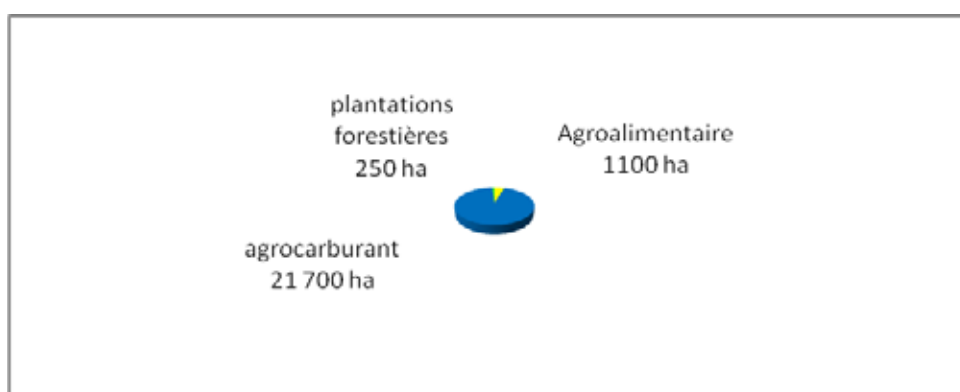 plantations
forestières
250 ha
Agroalimentaire
1100 ha
agrocarburant
21 700 ha